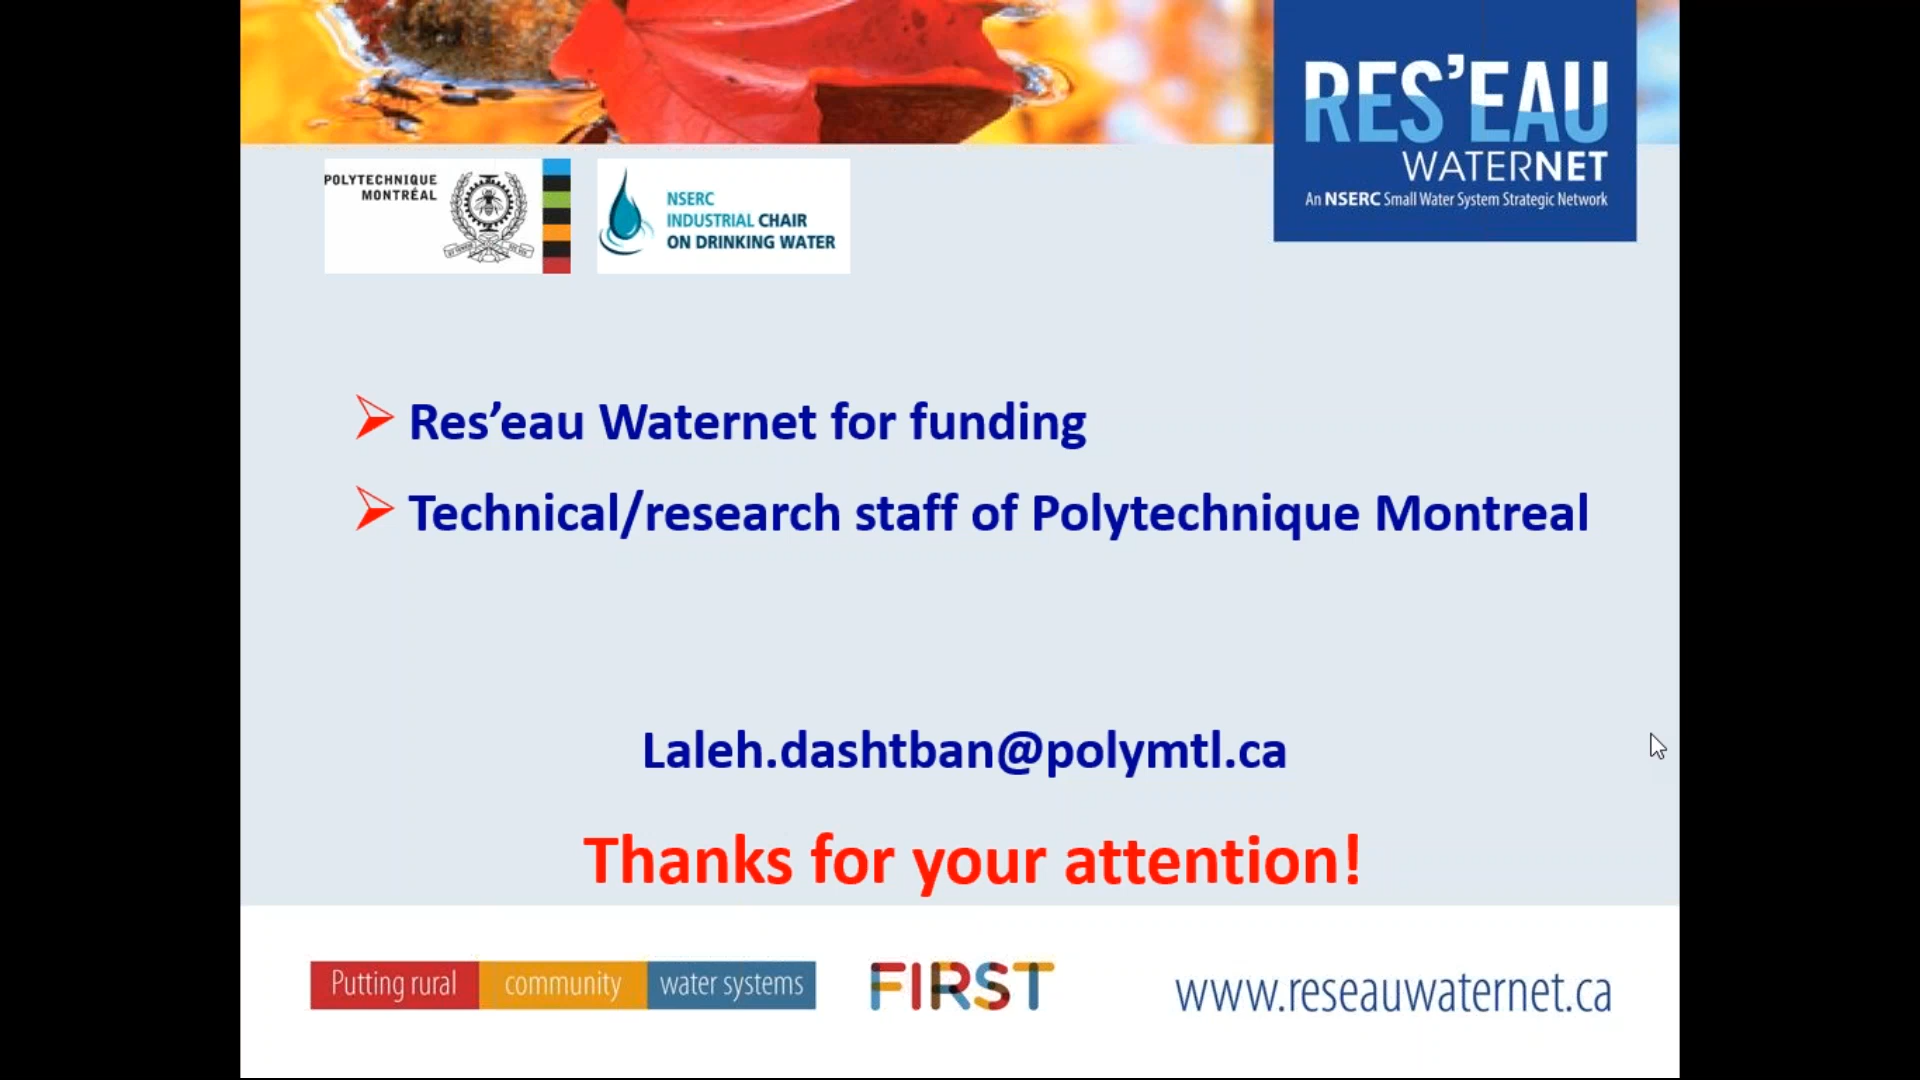 RES'EAU
WATERNET
An NSERC Small Water System Strategic Network
POLYTECHNIQUE
MONTRÉAL
NSERC
INDUSTRIAL CHAIR
ON DRINKING WATER
Res’eau Waternet for funding
Technical/research staff of Polytechnique Montreal
Laleh.dashtban@polymtl.ca
Thanks for your attention!
Putting rural community water systems FIRST
www.reseauwaternet.ca